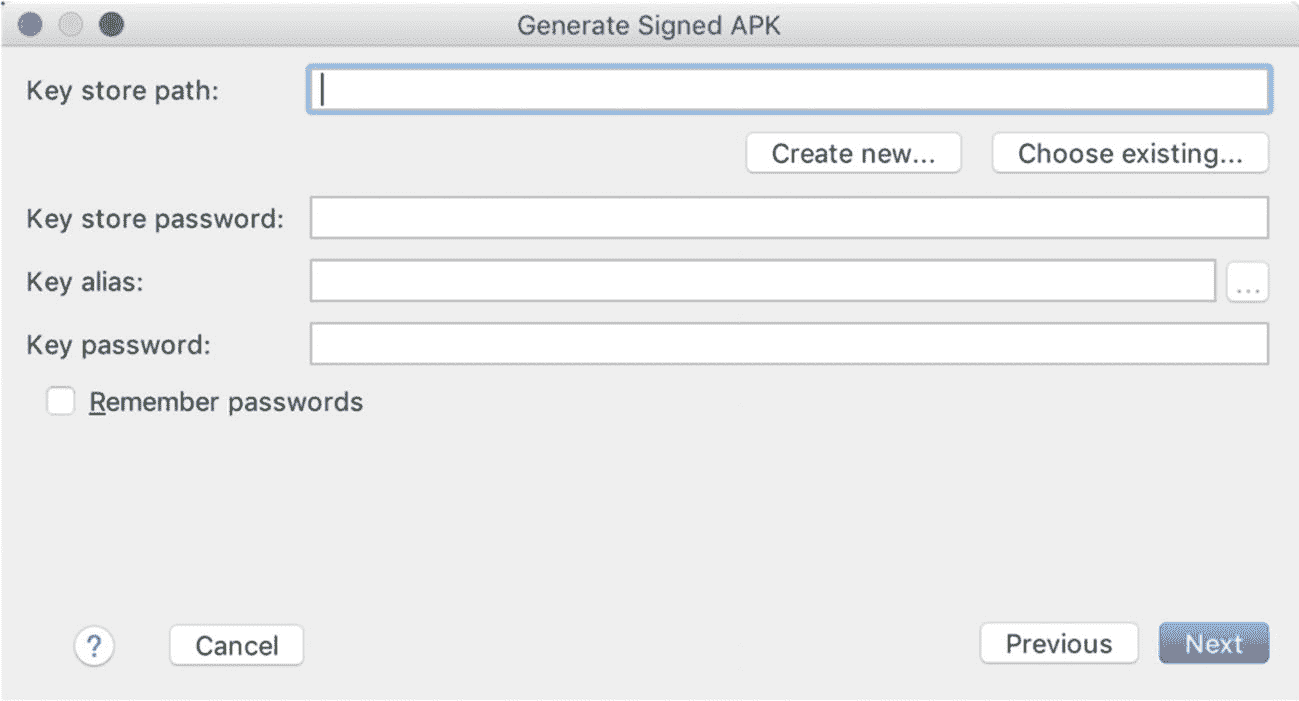 Generate Signed APK
Key store path:
Create new... Choose existing...
Key store password:
Key alias:
...
Key password:
Remember passwords
? Cancel Previous Next